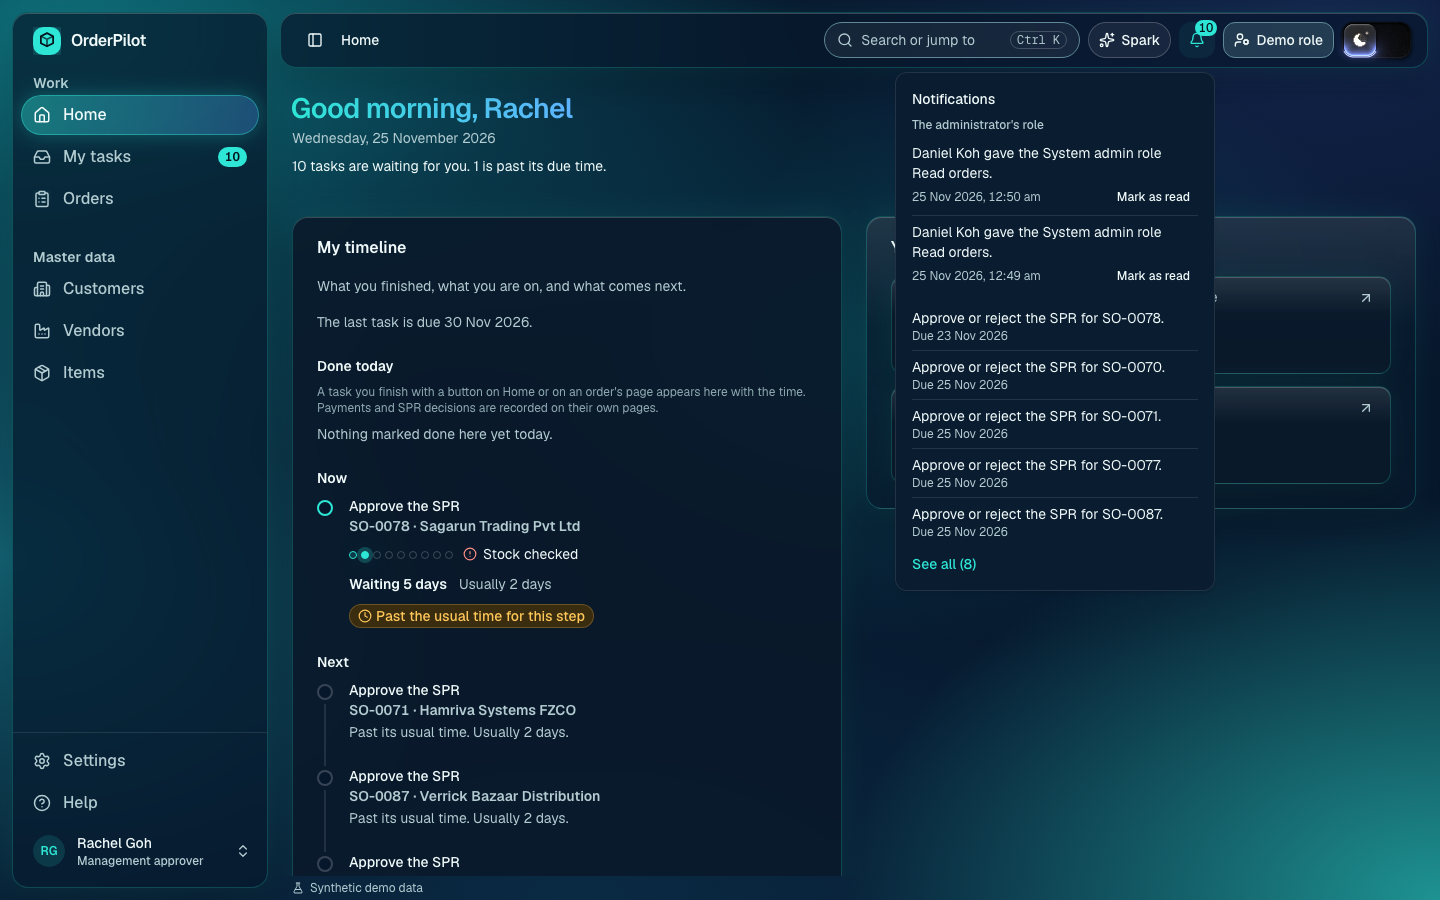 OrderPilot
Work
Home
My tasks
10
Orders
Master data
Customers
Vendors
Items
Settings
Help
RG
Rachel Goh
Management approver
Home
Search or jump to
Ctrl K
Spark
10
Demo role
Good morning, Rachel
Wednesday, 25 November 2026
10 tasks are waiting for you. 1 is past its due time.
My timeline
What you finished, what you are on, and what comes next.
The last task is due 30 Nov 2026.
Done today
A task you finish with a button on Home or on an order's page appears here with the time.
Payments and SPR decisions are recorded on their own pages.
Nothing marked done here yet today.
Now
Approve the SPR
SO-0078 · Sagarun Trading Pvt Ltd
Stock checked
Waiting 5 days Usually 2 days
Past the usual time for this step
Next
Approve the SPR
SO-0071 · Hamriva Systems FZCO
Past its usual time. Usually 2 days.
Approve the SPR
SO-0087 · Verrick Bazaar Distribution
Past its usual time. Usually 2 days.
Approve the SPR
Synthetic demo data
Notifications
The administrator's role
Daniel Koh gave the System admin role
Read orders.
25 Nov 2026, 12:50 am Mark as read
Daniel Koh gave the System admin role
Read orders.
25 Nov 2026, 12:49 am Mark as read
Approve or reject the SPR for SO-0078.
Due 23 Nov 2026
Approve or reject the SPR for SO-0070.
Due 25 Nov 2026
Approve or reject the SPR for SO-0071.
Due 25 Nov 2026
Approve or reject the SPR for SO-0077.
Due 25 Nov 2026
Approve or reject the SPR for SO-0087.
Due 25 Nov 2026
See all (8)